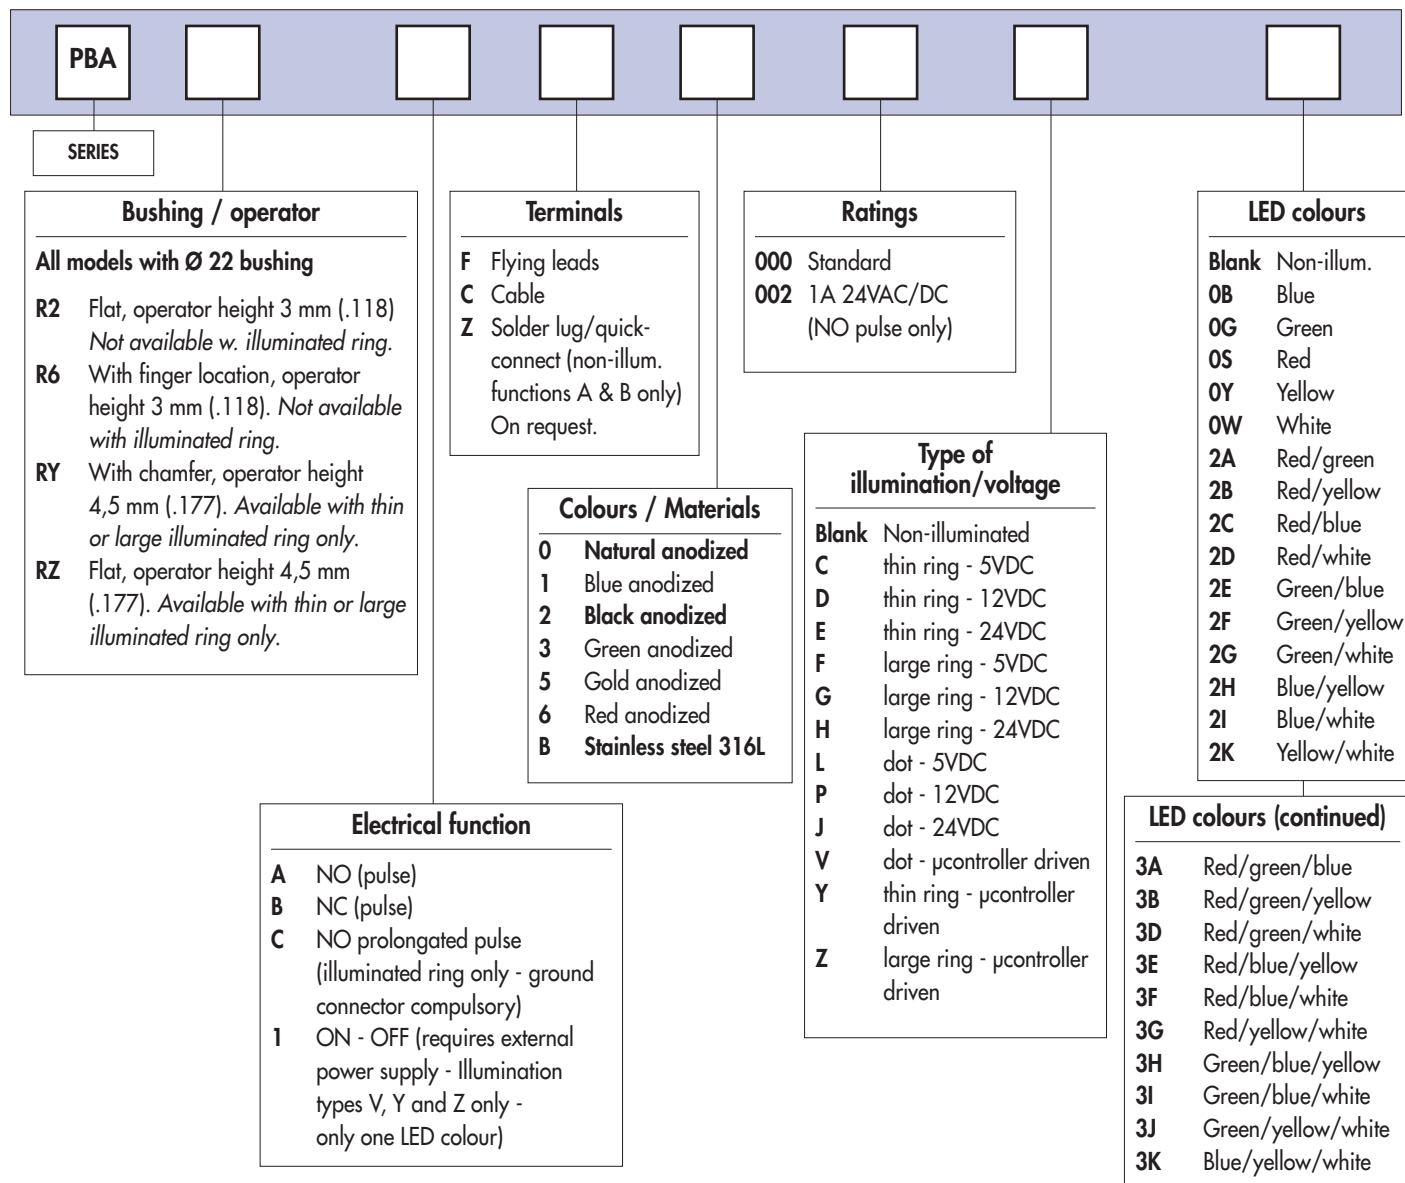 PBA
SERIES
Bushing / operator
All models with Ø 22 bushing
R2 Flat, operator height 3 mm (.118)
Not available w. illuminated ring.
R6 With finger location, operator
height 3 mm (.118). Not available
with illuminated ring.
RY With chamfer, operator height
4,5 mm (.177). Available with thin
or large illuminated ring only.
RZ Flat, operator height 4,5 mm
(.177). Available with thin or large
illuminated ring only.
Electrical function
A NO (pulse)
B NC (pulse)
C NO prolongated pulse
(illuminated ring only - ground
connector compulsory)
1 ON - OFF (requires external
power supply - Illumination
types V, Y and Z only -
only one LED colour)
Terminals
F Flying leads
C Cable
Z Solder lug/quick-
connect (non-illum.
functions A & B only)
On request.
Colours / Materials
0 Natural anodized
1 Blue anodized
2 Black anodized
3 Green anodized
5 Gold anodized
6 Red anodized
B Stainless steel 316L
Ratings
000 Standard
002 1A 24VAC/DC
(NO pulse only)
Type of
illumination/voltage
Blank Non-illuminated
C thin ring - 5VDC
D thin ring - 12VDC
E thin ring - 24VDC
F large ring - 5VDC
G large ring - 12VDC
H large ring - 24VDC
L dot - 5VDC
P dot - 12VDC
J dot - 24VDC
V dot - µcontroller driven
Y thin ring - µcontroller
driven
Z large ring - µcontroller
driven
LED colours
Blank Non-illum.
0B Blue
0G Green
0S Red
0Y Yellow
0W White
2A Red/green
2B Red/yellow
2C Red/blue
2D Red/white
2E Green/blue
2F Green/yellow
2G Green/white
2H Blue/yellow
2I Blue/white
2K Yellow/white
LED colours (continued)
3A Red/green/blue
3B Red/green/yellow
3D Red/green/white
3E Red/blue/yellow
3F Red/blue/white
3G Red/yellow/white
3H Green/blue/yellow
3I Green/blue/white
3J Green/yellow/white
3K Blue/yellow/white